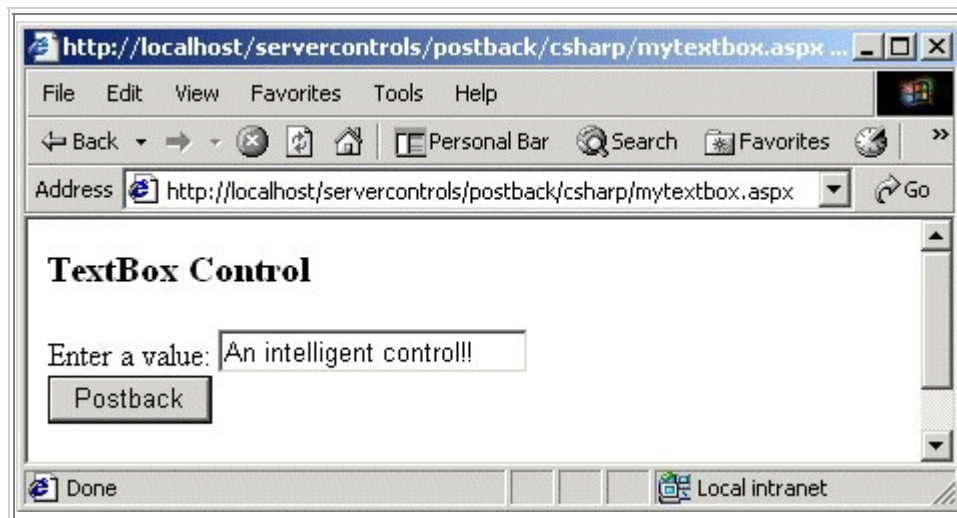 http://localhost/servercontrols/postback/csharp/mytextbox.aspx ...
File Edit View Favorites Tools Help
Back Personal Bar Search Favorites »
Address http://localhost/servercontrols/postback/csharp/mytextbox.aspx Go
TextBox Control
Enter a value: An intelligent control!!
Postback
Done Local intranet